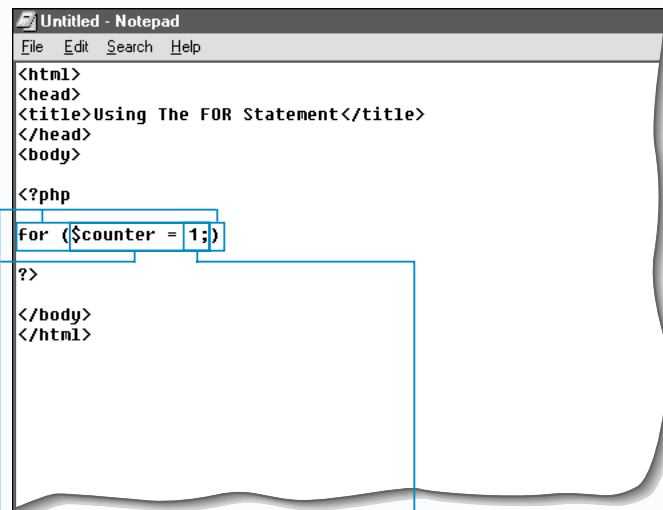 Untitled - Notepad
File Edit Search Help
<html>
<head>
<title>Using The FOR Statement</title>
</head>
<body>
<?php
for ($counter = 1;)
?>
</body>
</html>